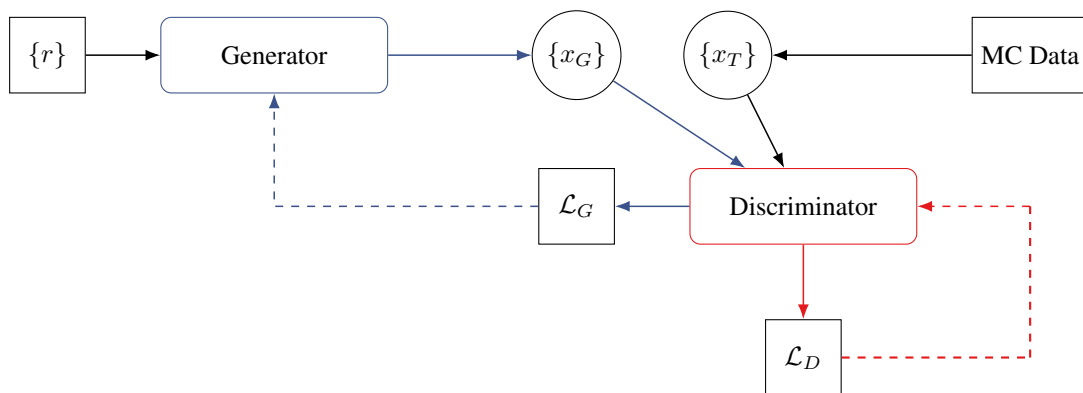 {r}
Generator
{x_G}
{x_T}
MC Data
ℒ_G
Discriminator
ℒ_D